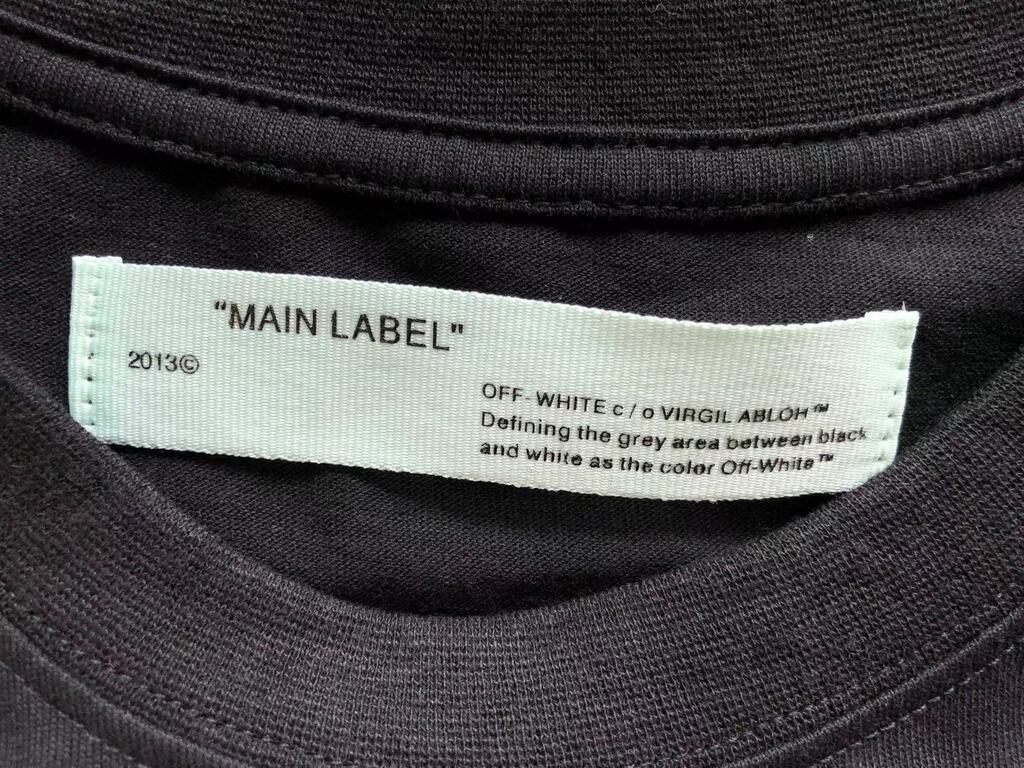 "MAIN LABEL"
2013©
OFF-WHITE c/o VIRGIL ABLOH™
Defining the grey area between black
and white as the color Off-White™